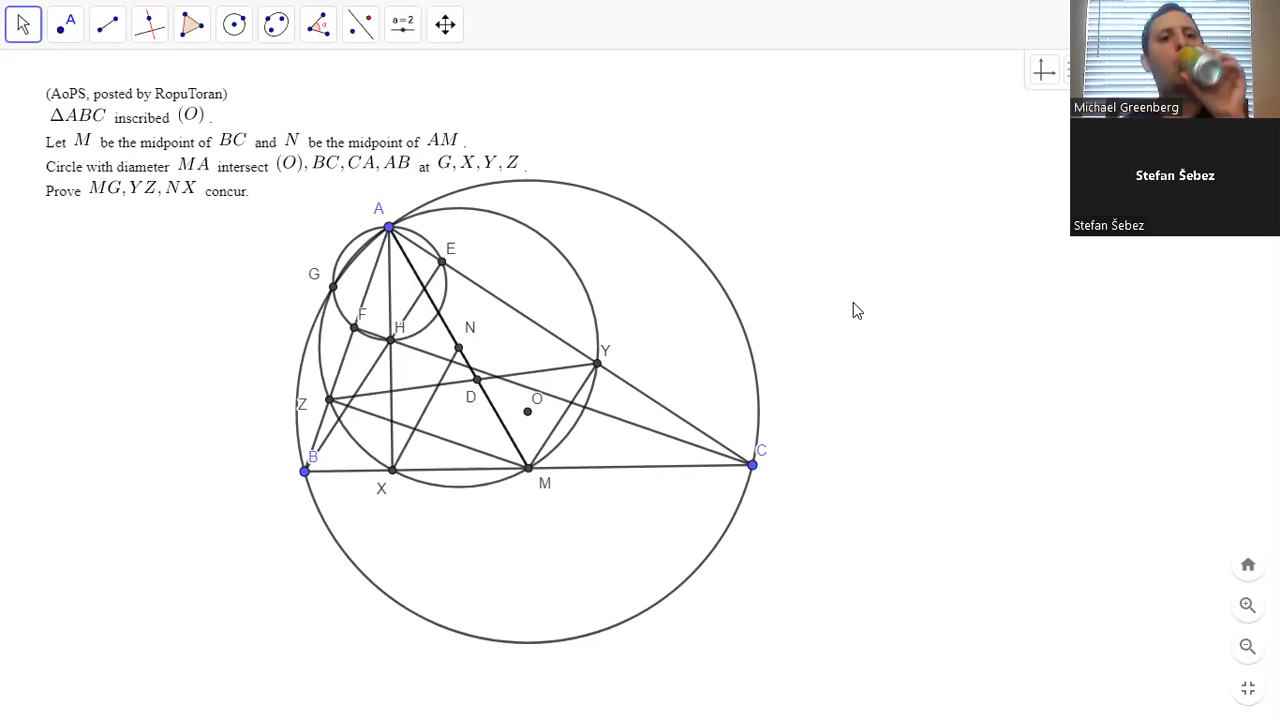 A
a=2
(AoPS, posted by RopuToran)
ΔABC inscribed (O) .
Let M be the midpoint of BC and N be the midpoint of AM .
Circle with diameter MA intersect (O), BC, CA, AB at G, X, Y, Z .
Prove MG, YZ, NX concur.
A
E
G
F
H
N
Y
D
O
Z
B
C
X
M
Michael Greenberg
Stefan Šebez
Stefan Šebez